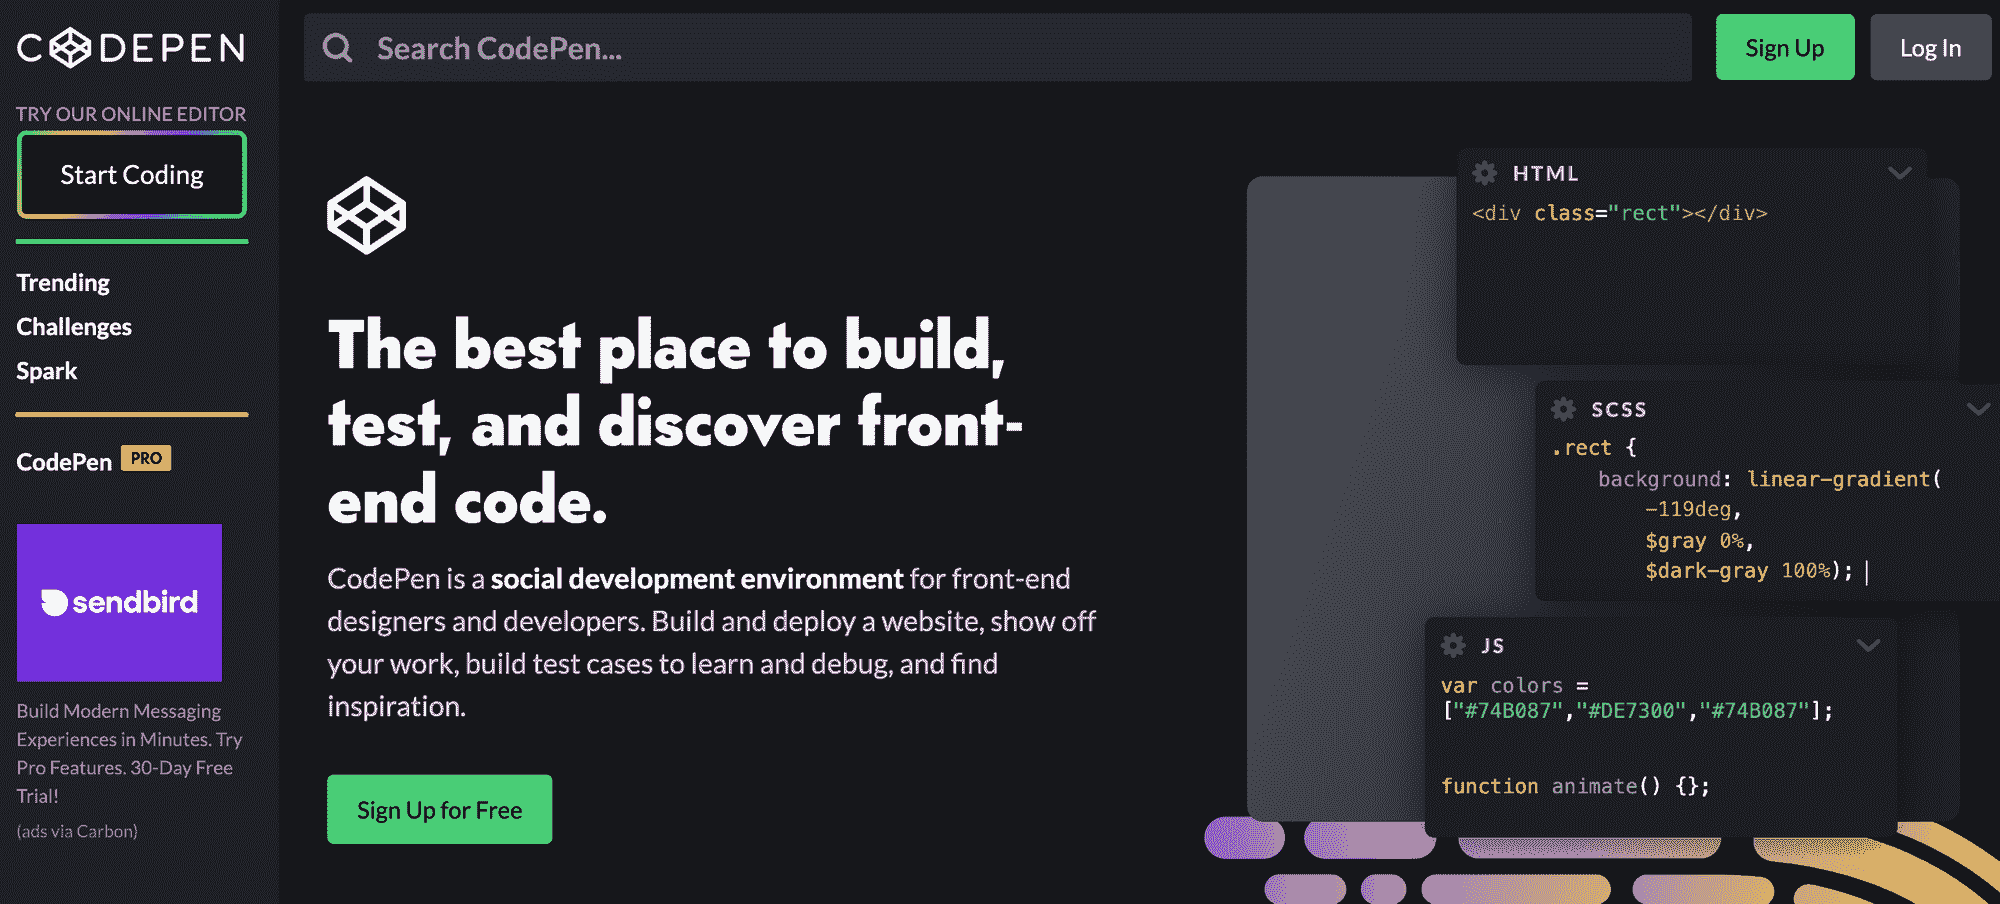 CODEPEN
Search CodePen...
Sign Up
Log In
TRY OUR ONLINE EDITOR
Start Coding
Trending
Challenges
Spark
CodePen PRO
sendbird
Build Modern Messaging
Experiences in Minutes. Try
Pro Features. 30-Day Free
Trial!
(ads via Carbon)
The best place to build,
test, and discover front-
end code.
CodePen is a social development environment for front-end
designers and developers. Build and deploy a website, show off
your work, build test cases to learn and debug, and find
inspiration.
Sign Up for Free
HTML
<div class="rect"></div>
SCSS
.rect {
background: linear-gradient(
-119deg,
$gray 0%,
$dark-gray 100%);
JS
var colors =
["#74B087","#DE7300","#74B087"];
function animate() {};